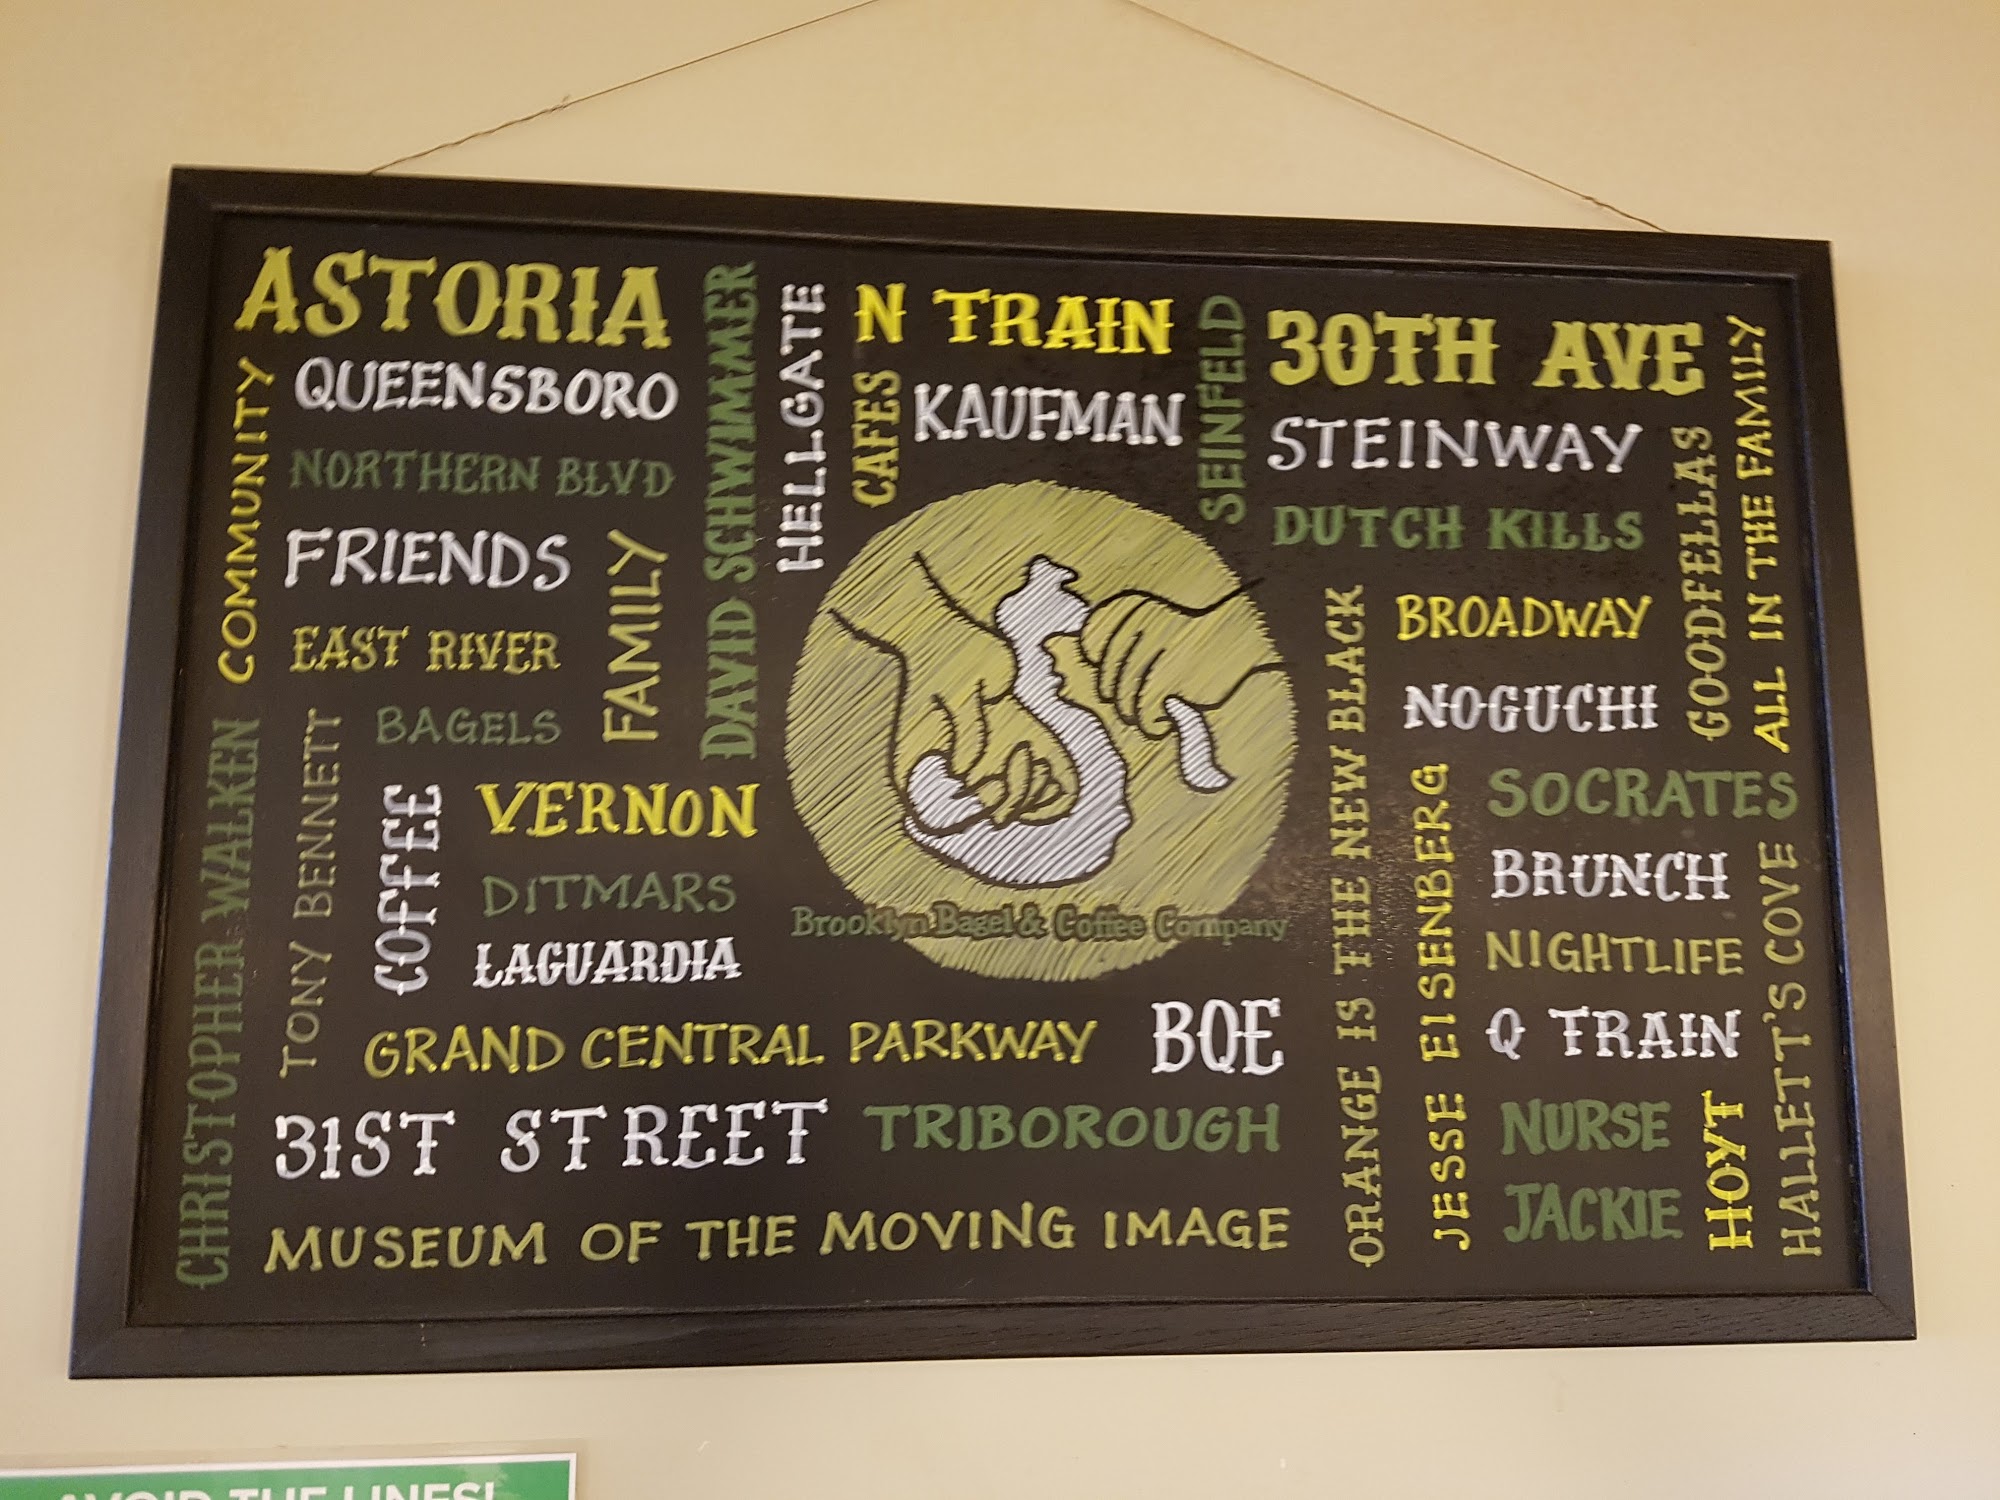 ASTORIA
QUEENSBORO
NORTHERN BLVD
FRIENDS
EAST RIVER
BAGELS
COMMUNITY
FAMILY
DAVID SCHWIMMER
HELLGATE
N TRAIN
CAFES
KAUFMAN
SEINFELD
30TH AVE
STEINWAY
DUTCH KILLS
BROADWAY
NOGUCHI
GOODFELLAS
ALL IN THE FAMILY
CHRISTOPHER WALKEN
TONY BENNETT
COFFEE
VERNON
DITMARS
LAGUARDIA
Brooklyn Bagel & Coffee Company
GRAND CENTRAL PARKWAY
BQE
31ST STREET
TRIBOROUGH
MUSEUM OF THE MOVING IMAGE
ORANGE IS THE NEW BLACK
JESSE EISENBERG
SOCRATES
BRUNCH
NIGHTLIFE
Q TRAIN
NURSE
JACKIE
HOYT
HALLETT'S COVE
AVOID THE LINES!